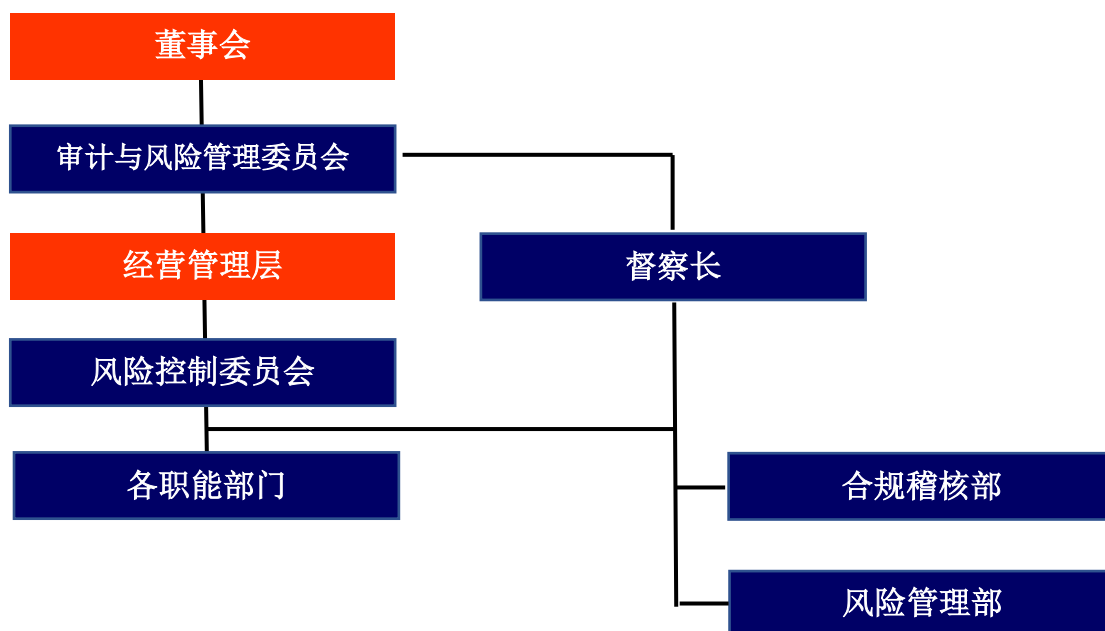 董事会
审计与风险管理委员会
经营管理层
督察长
风险控制委员会
各职能部门
合规稽核部
风险管理部